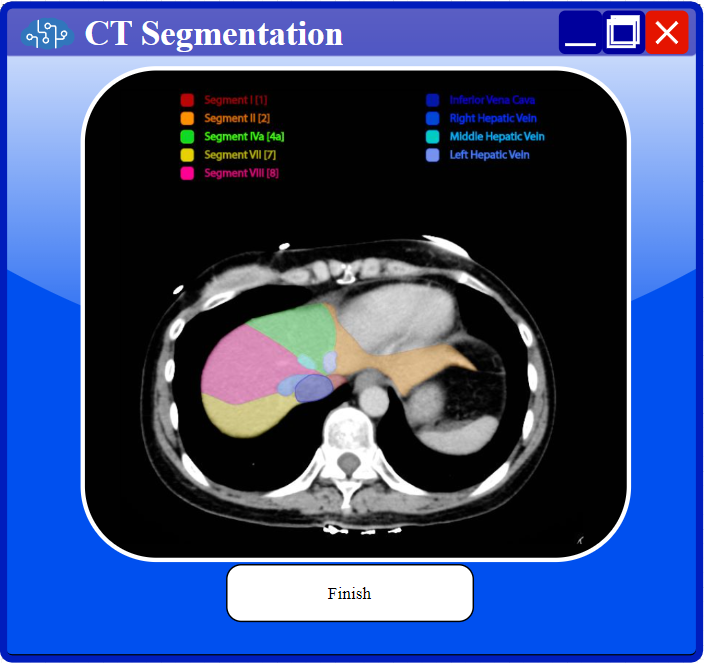 CT Segmentation
Segment I [1]
Segment II [2]
Segment IVa [4a]
Segment VII [7]
Segment VIII [8]
Inferior Vena Cava
Right Hepatic Vein
Middle Hepatic Vein
Left Hepatic Vein
Finish